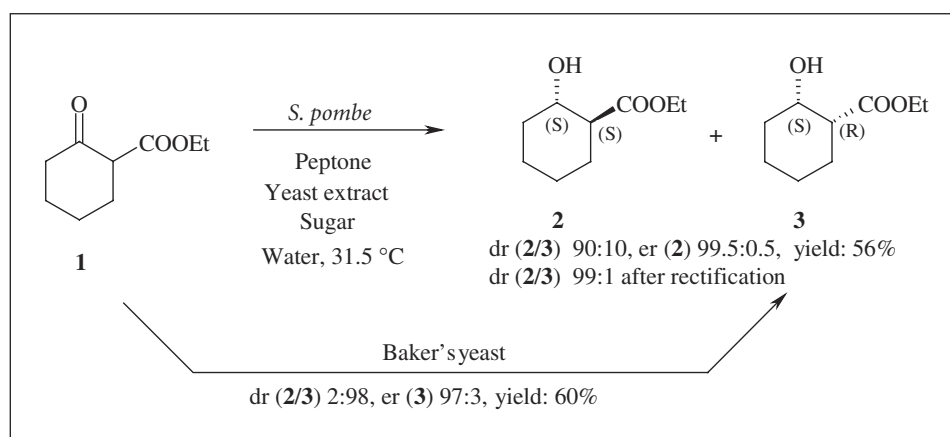 O
COOEt
1
S. pombe
Peptone
Yeast extract
Sugar
Water, 31.5 °C
OH
COOEt
(S)
(S)
2
+
OH
COOEt
(S)
(R)
3
dr (2/3) 90:10, er (2) 99.5:0.5, yield: 56%
dr (2/3) 99:1 after rectification
Baker's yeast
dr (2/3) 2:98, er (3) 97:3, yield: 60%